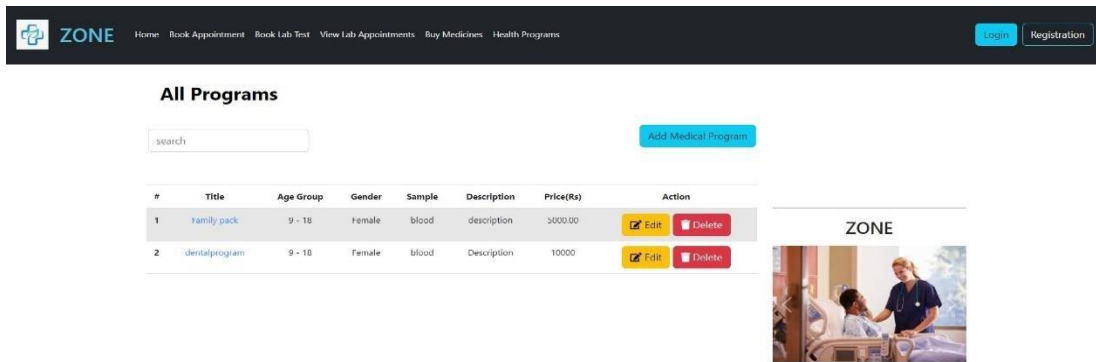 ZONE Home Book Appointment Book Lab Test View Lab Appointments Buy Medicines Health Programs Login Registration
All Programs
search Add Medical Program
# Title Age Group Gender Sample Description Price(Rs) Action
1 Family pack 9 - 18 Female blood description 5000.00 Edit Delete
2 dentalprogram 9 - 18 Female blood Description 10000 Edit Delete
ZONE